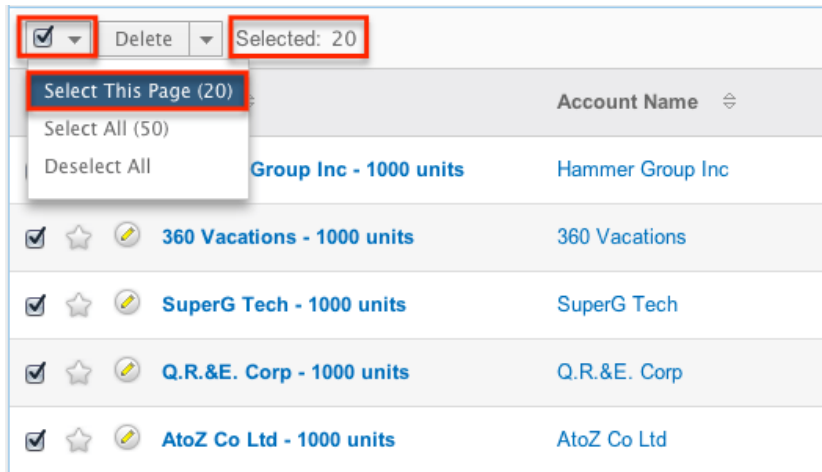 Delete Selected: 20
Select This Page (20)
Account Name
Select All (50)
Deselect All
Group Inc - 1000 units Hammer Group Inc
360 Vacations - 1000 units 360 Vacations
SuperG Tech - 1000 units SuperG Tech
Q.R.&E. Corp - 1000 units Q.R.&E. Corp
AtoZ Co Ltd - 1000 units AtoZ Co Ltd